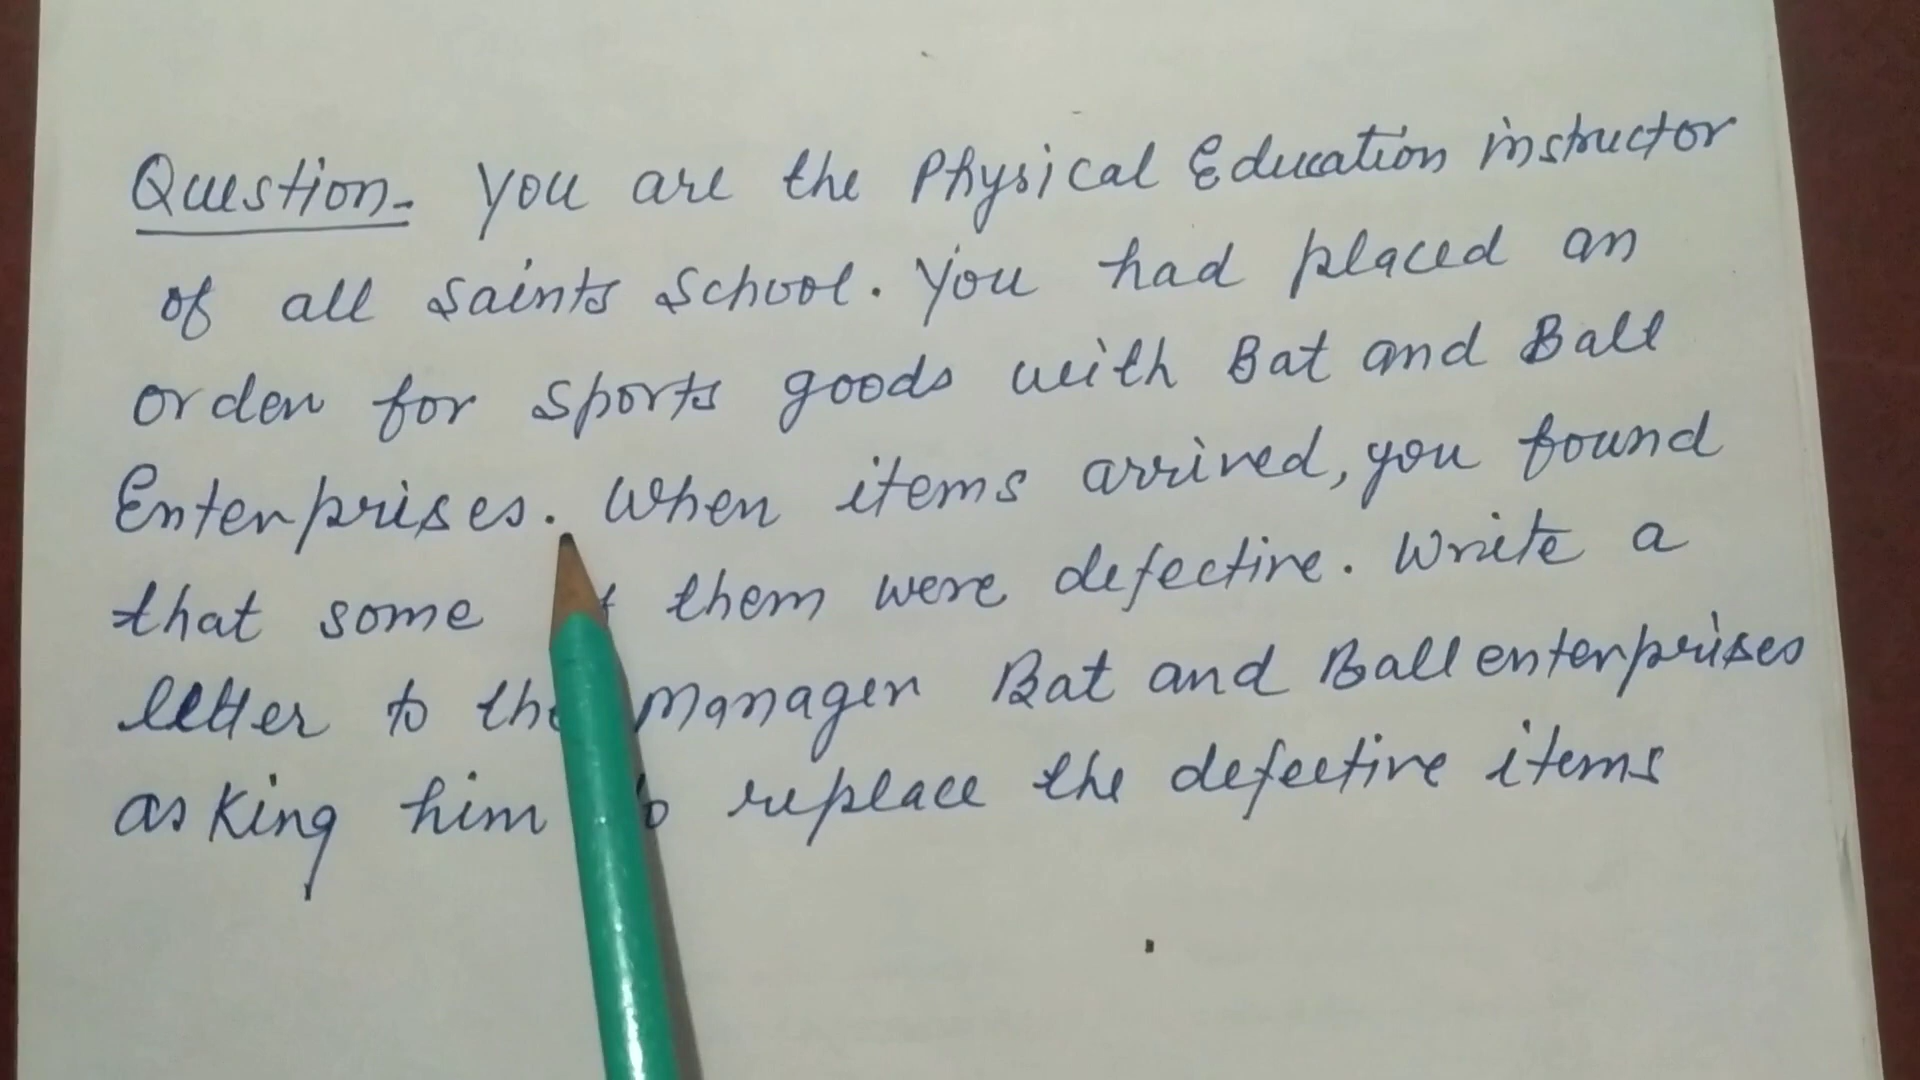 Question- You are the Physical Education instructor
of all Saints School. You had placed an
order for sports goods with Bat and Ball
Enterprises. When items arrived, you found
that some them were defective. Write a
letter to the Manager Bat and Ball enterprises
asking him to replace the defective items